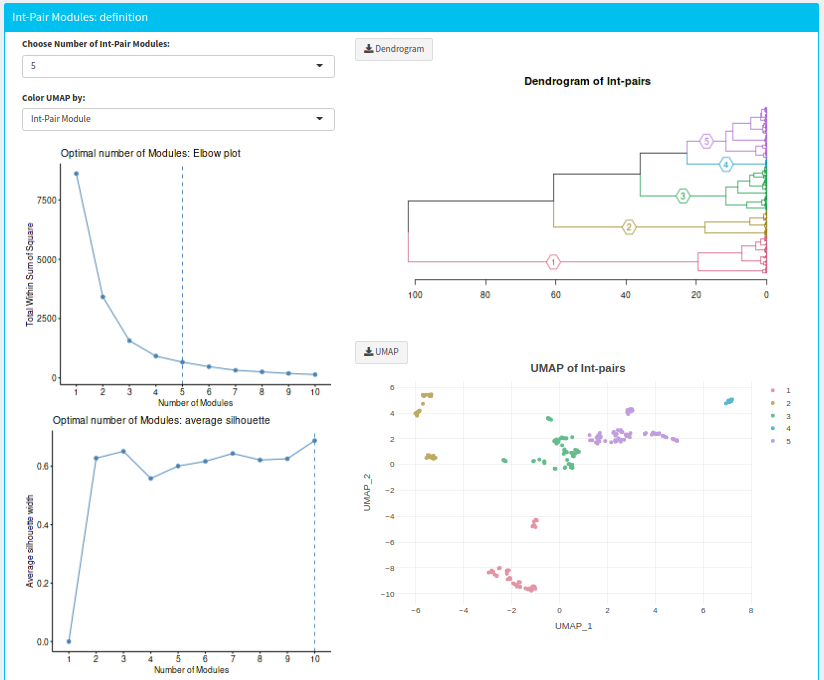 Int-Pair Modules: definition
Choose Number of Int-Pair Modules:
5
Color UMAP by:
Int-Pair Module
Optimal number of Modules: Elbow plot
Total Within Sum of Square
7500
5000
2500
0
1 2 3 4 5 6 7 8 9 10
Number of Modules
Optimal number of Modules: average silhouette
Average silhouette width
0.6
0.4
0.2
0.0
1 2 3 4 5 6 7 8 9 10
Number of Modules
Dendrogram
Dendrogram of Int-pairs
5
4
3
2
1
100 80 60 40 20 0
UMAP
UMAP of Int-pairs
UMAP_2
6
4
2
0
−2
−4
−6
−8
−10
−6 −4 −2 0 2 4 6 8
UMAP_1
1
2
3
4
5